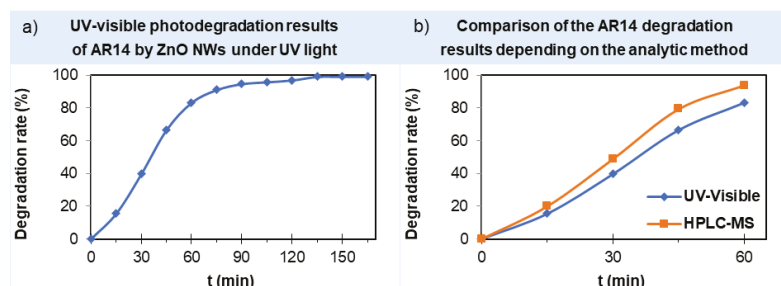 a) UV-visible photodegradation results
of AR14 by ZnO NWs under UV light
100
80
60
40
20
0
Degradation rate (%)
0 30 60 90 120 150
t (min)
b) Comparison of the AR14 degradation
results depending on the analytic method
100
80
60
40
20
0
Degradation rate (%)
UV-Visible
HPLC-MS
0 30 60
t (min)